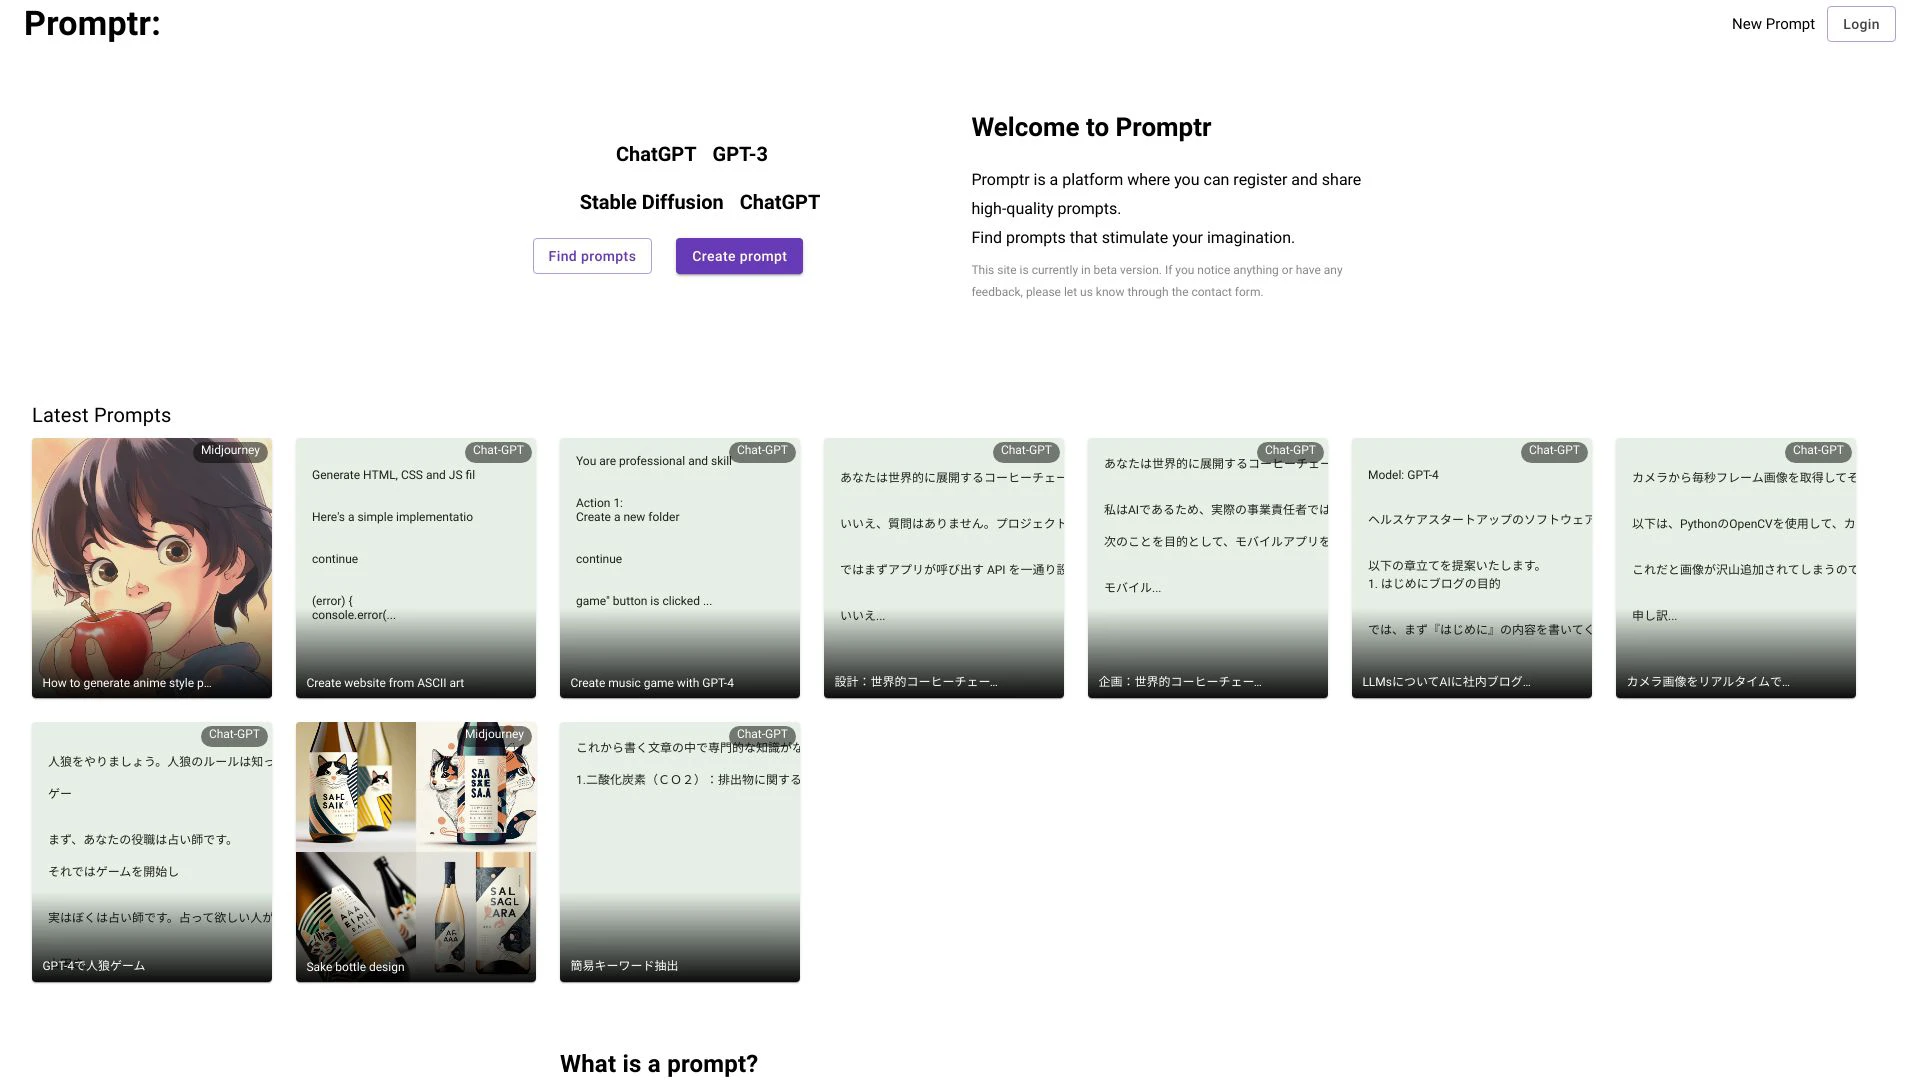 Promptr:
New Prompt
Login
ChatGPT GPT-3
Stable Diffusion ChatGPT
Find prompts
Create prompt
Welcome to Promptr
Promptr is a platform where you can register and share
high-quality prompts.
Find prompts that stimulate your imagination.
This site is currently in beta version. If you notice anything or have any
feedback, please let us know through the contact form.
Latest Prompts
Midjourney
How to generate anime style p...
Chat-GPT
Generate HTML, CSS and JS fil
Here's a simple implementatio
continue
(error) {
console.error(...
Create website from ASCII art
Chat-GPT
You are professional and skill
Action 1:
Create a new folder
continue
game" button is clicked ...
Create music game with GPT-4
Chat-GPT
あなたは世界的に展開するコーヒーチェー
いいえ、質問はありません。プロジェクト
ではまずアプリが呼び出す API を一通り設
いいえ...
設計：世界的コーヒーチェー...
Chat-GPT
あなたは世界的に展開するコーヒーチェー
私はAIであるため、実際の事業責任者では
次のことを目的として、モバイルアプリを
モバイル...
企画：世界的コーヒーチェー...
Chat-GPT
Model: GPT-4
ヘルスケアスタートアップのソフトウェア
以下の章立てを提案いたします。
1. はじめにブログの目的
では、まず『はじめに』の内容を書いてく
LLMsについてAIに社内ブログ...
Chat-GPT
カメラから毎秒フレーム画像を取得してそ
以下は、PythonのOpenCVを使用して、カ
これだと画像が沢山追加されてしまうので
申し訳...
カメラ画像をリアルタイムで...
Chat-GPT
人狼をやりましょう。人狼のルールは知っ
ゲー
まず、あなたの役職は占い師です。
それではゲームを開始し
実はぼくは占い師です。占って欲しい人が
GPT-4で人狼ゲーム
Midjourney
SAA
SAXE
SA.A
SAL
SAGL
ARA
Sake bottle design
Chat-GPT
これから書く文章の中で専門的な知識がな
1.二酸化炭素（ＣＯ２）：排出物に関する
簡易キーワード抽出
What is a prompt?